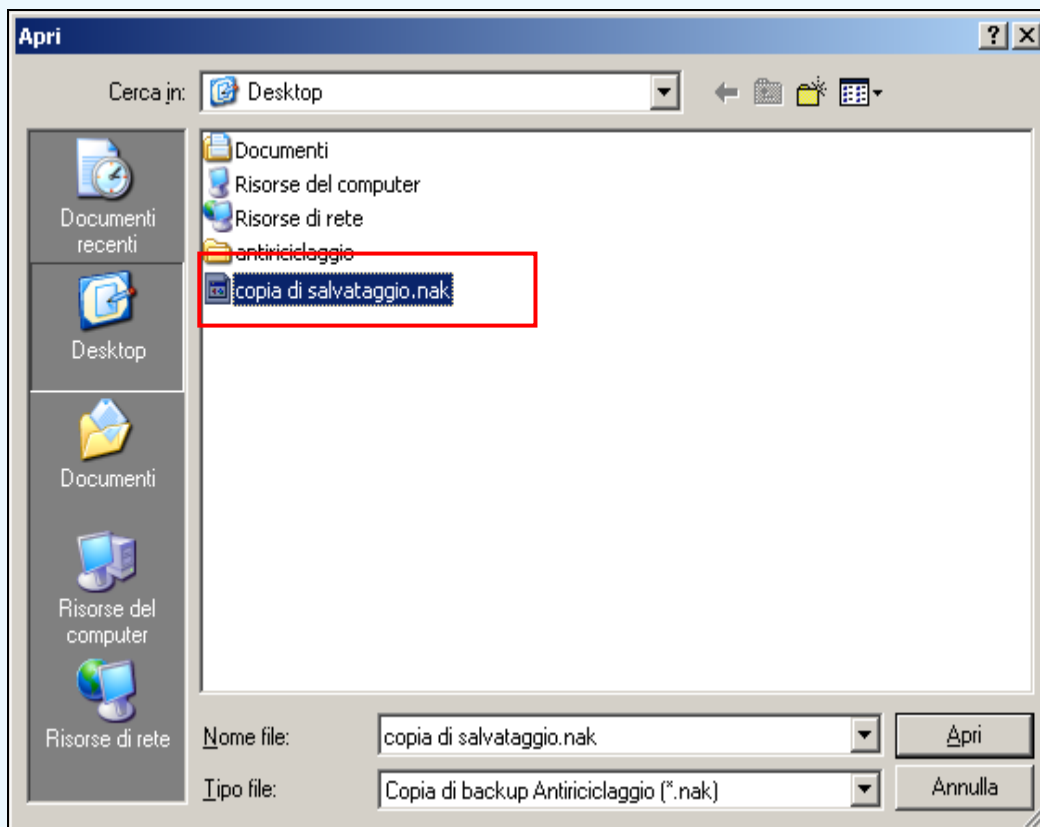 Apri
Cerca in: Desktop
Documenti
Risorse del computer
Risorse di rete
antiriciclaggio
copia di salvataggio.nak
Documenti
recenti
Desktop
Documenti
Risorse del
computer
Risorse di rete
Nome file: copia di salvataggio.nak Apri
Tipo file: Copia di backup Antiriciclaggio (*.nak) Annulla